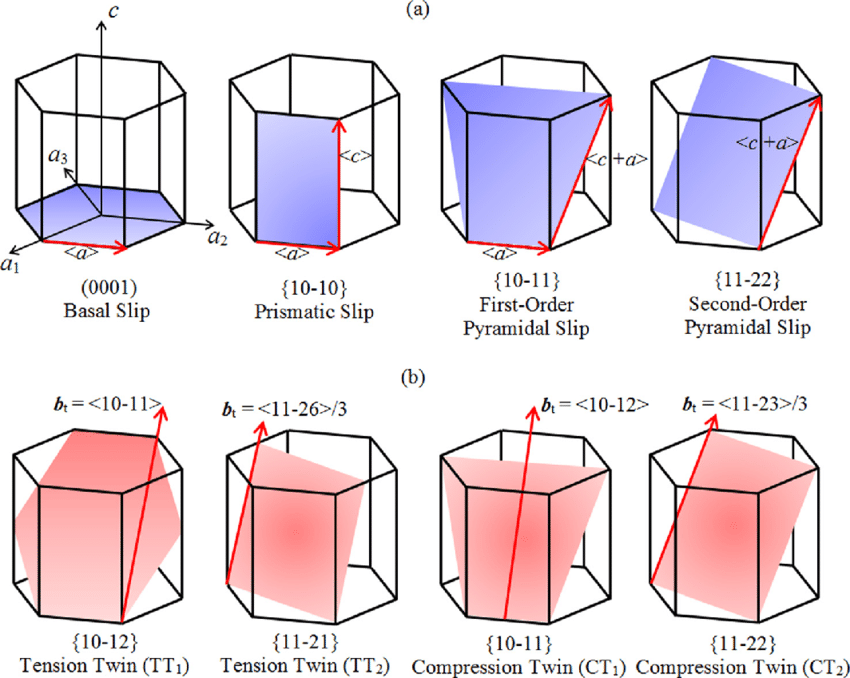 (a)
c
a3
a2
a1
<a>
<c>
<a>
<c+a>
<a>
<c +a>
(0001)
Basal Slip
{10-10}
Prismatic Slip
{10-11}
First-Order
Pyramidal Slip
{11-22}
Second-Order
Pyramidal Slip
(b)
bt = <10-11>
bt = <11-26>/3
bt = <10-12>
bt = <11-23>/3
{10-12}
Tension Twin (TT1)
{11-21}
Tension Twin (TT2)
{10-11}
Compression Twin (CT1)
{11-22}
Compression Twin (CT2)